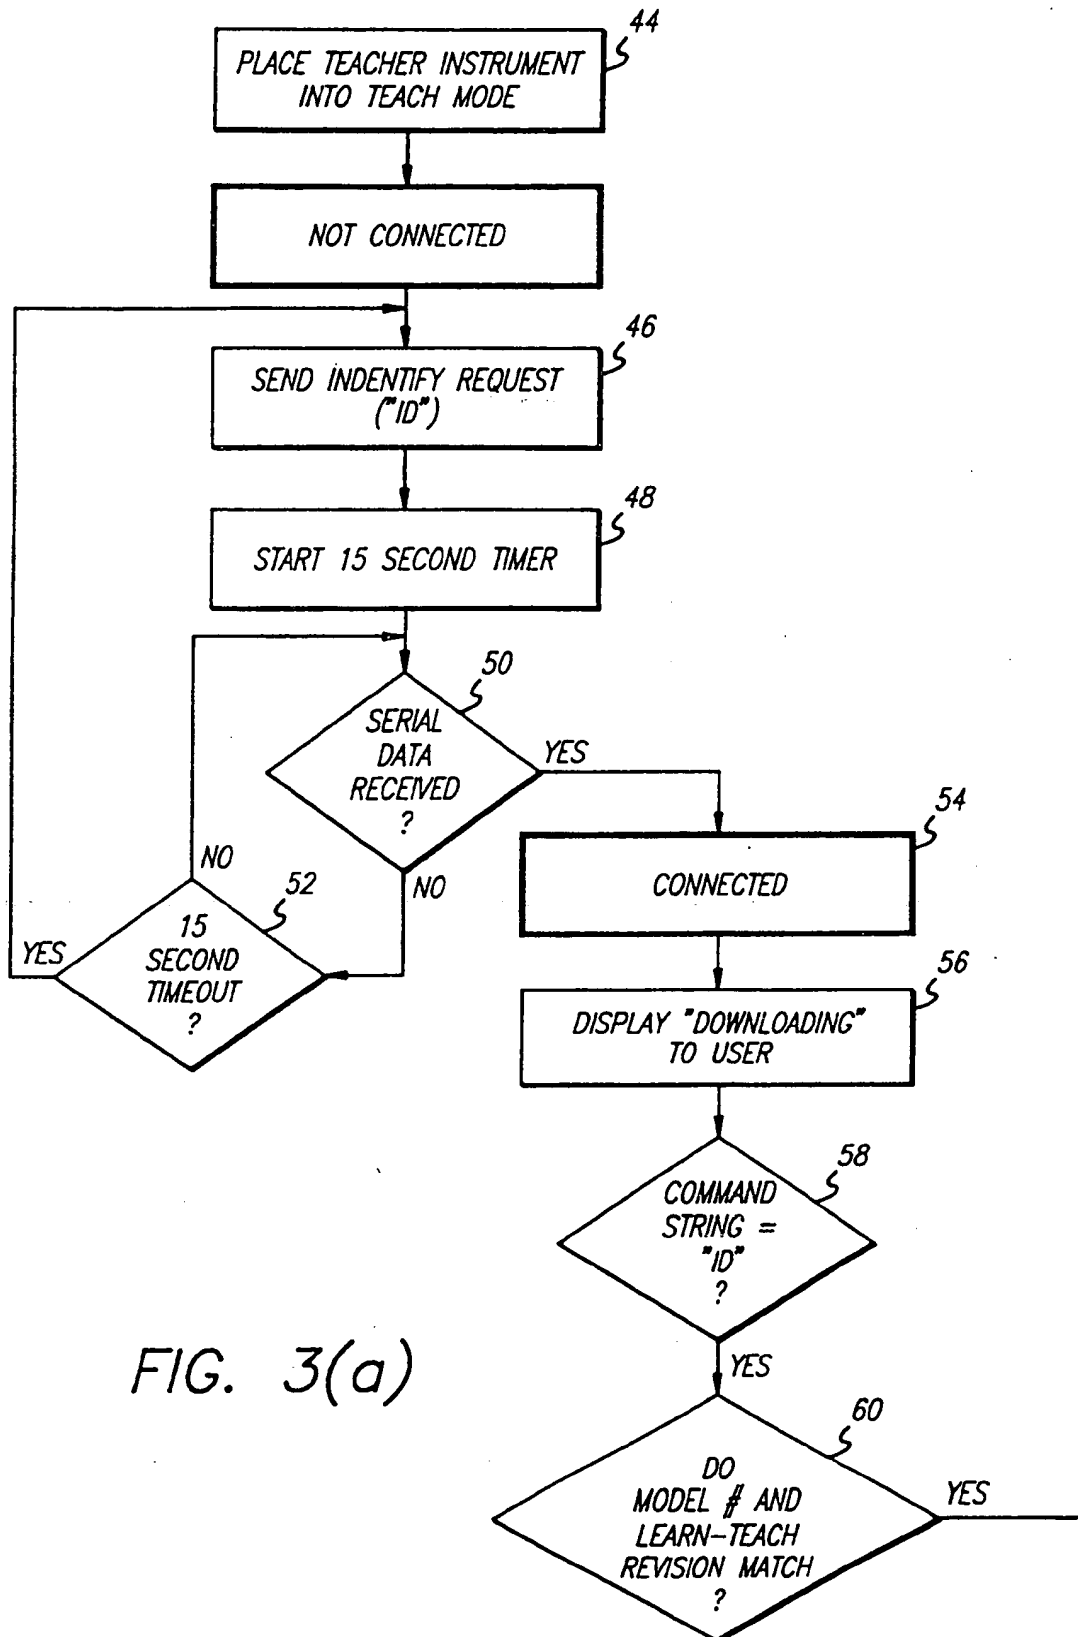 44
PLACE TEACHER INSTRUMENT
INTO TEACH MODE
NOT CONNECTED
46
SEND INDENTIFY REQUEST
("ID")
48
START 15 SECOND TIMER
50
SERIAL
DATA
RECEIVED
?
YES
54
CONNECTED
NO
NO
52
15
SECOND
TIMEOUT
?
YES
56
DISPLAY "DOWNLOADING"
TO USER
58
COMMAND
STRING =
"ID"
?
YES
FIG. 3(a)
60
DO
MODEL # AND
LEARN-TEACH
REVISION MATCH
?
YES